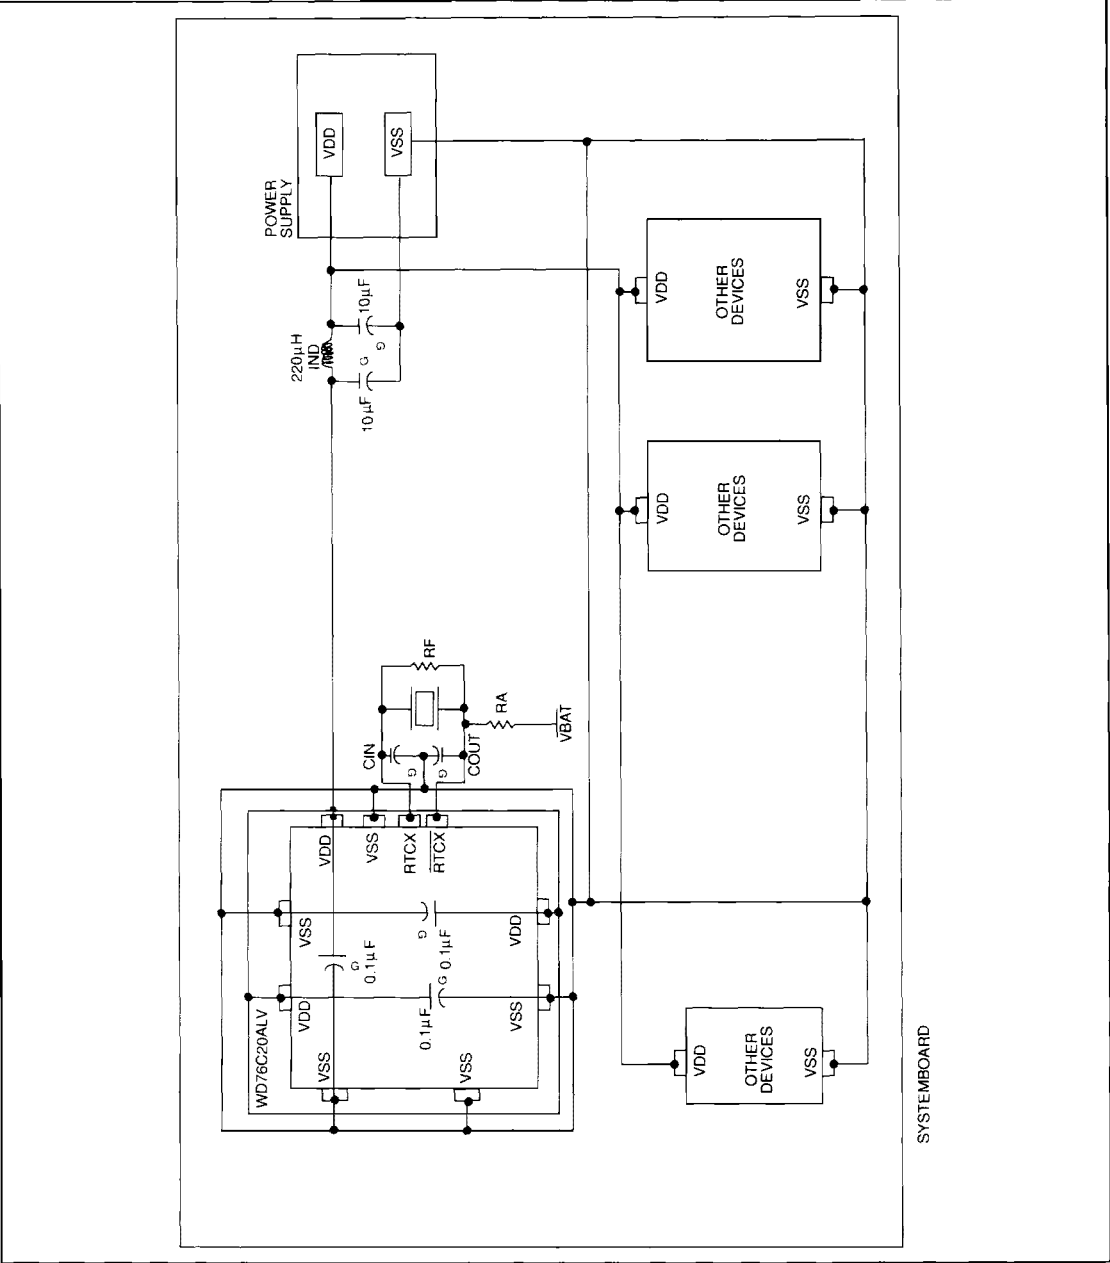 POWER
SUPPLY
VDD
VSS
220µH
IND
10µF
G
G
10µF
VDD
OTHER
DEVICES
VSS
VDD
OTHER
DEVICES
VSS
RF
RA
VBAT
CIN
G
G
COUT
VDD
VSS
RTCX
RTCX
VSS
G
0.1µF
VDD
G
0.1µF
WD76C20ALV
VDD
0.1µF
G
VSS
VSS
VSS
VDD
OTHER
DEVICES
VSS
SYSTEMBOARD